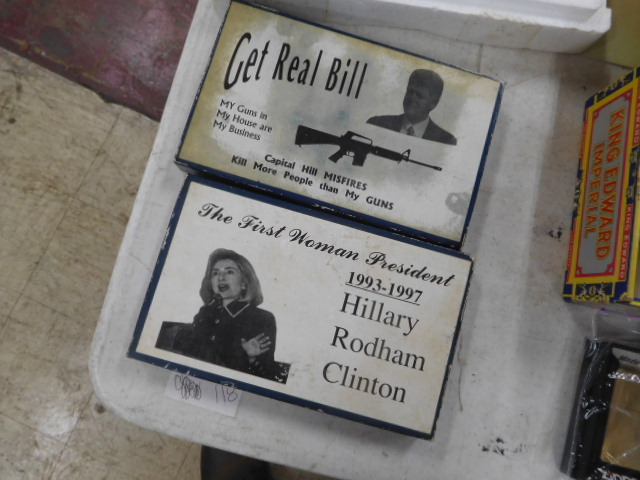 Get Real Bill
MY Guns in
My House are
My Business
Capital Hill MISFIRES
Kill More People than My GUNS
The First Woman President
1993-1997
Hillary
Rodham
Clinton
118
KING EDWARD
IMPERIAL